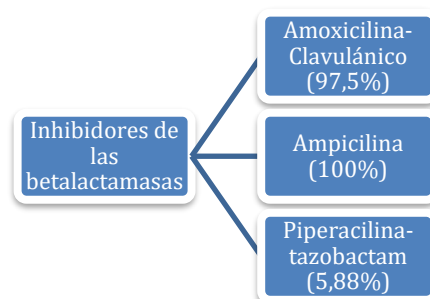 Inhibidores de
las
betalactamasas
Amoxicilina-
Clavulánico
(97,5%)
Ampicilina
(100%)
Piperacilina-
tazobactam
(5,88%)